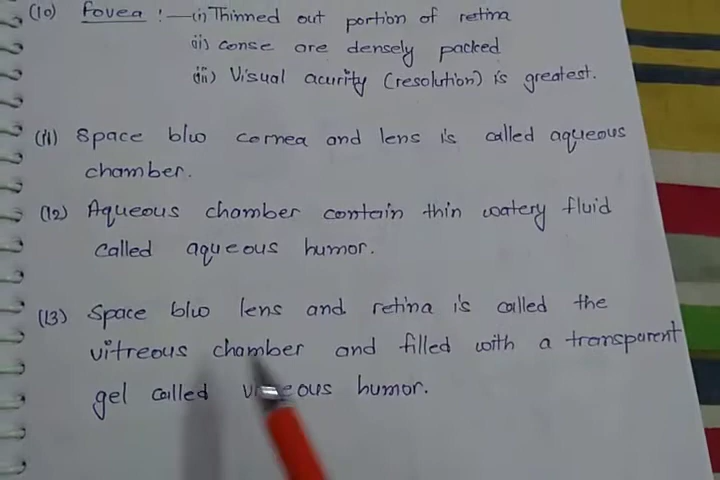 (10) Fovea :- (i) Thinned out portion of retina
ii) conse are densely packed
(iii) Visual acurity (resolution) is greatest.
(11) Space b/w cornea and lens is called aqueous
chamber.
(12) Aqueous chamber contain thin watery fluid
called aqueous humor.
(13) Space b/w lens and retina is called the
vitreous chamber and filled with a transparent
gel called humor.